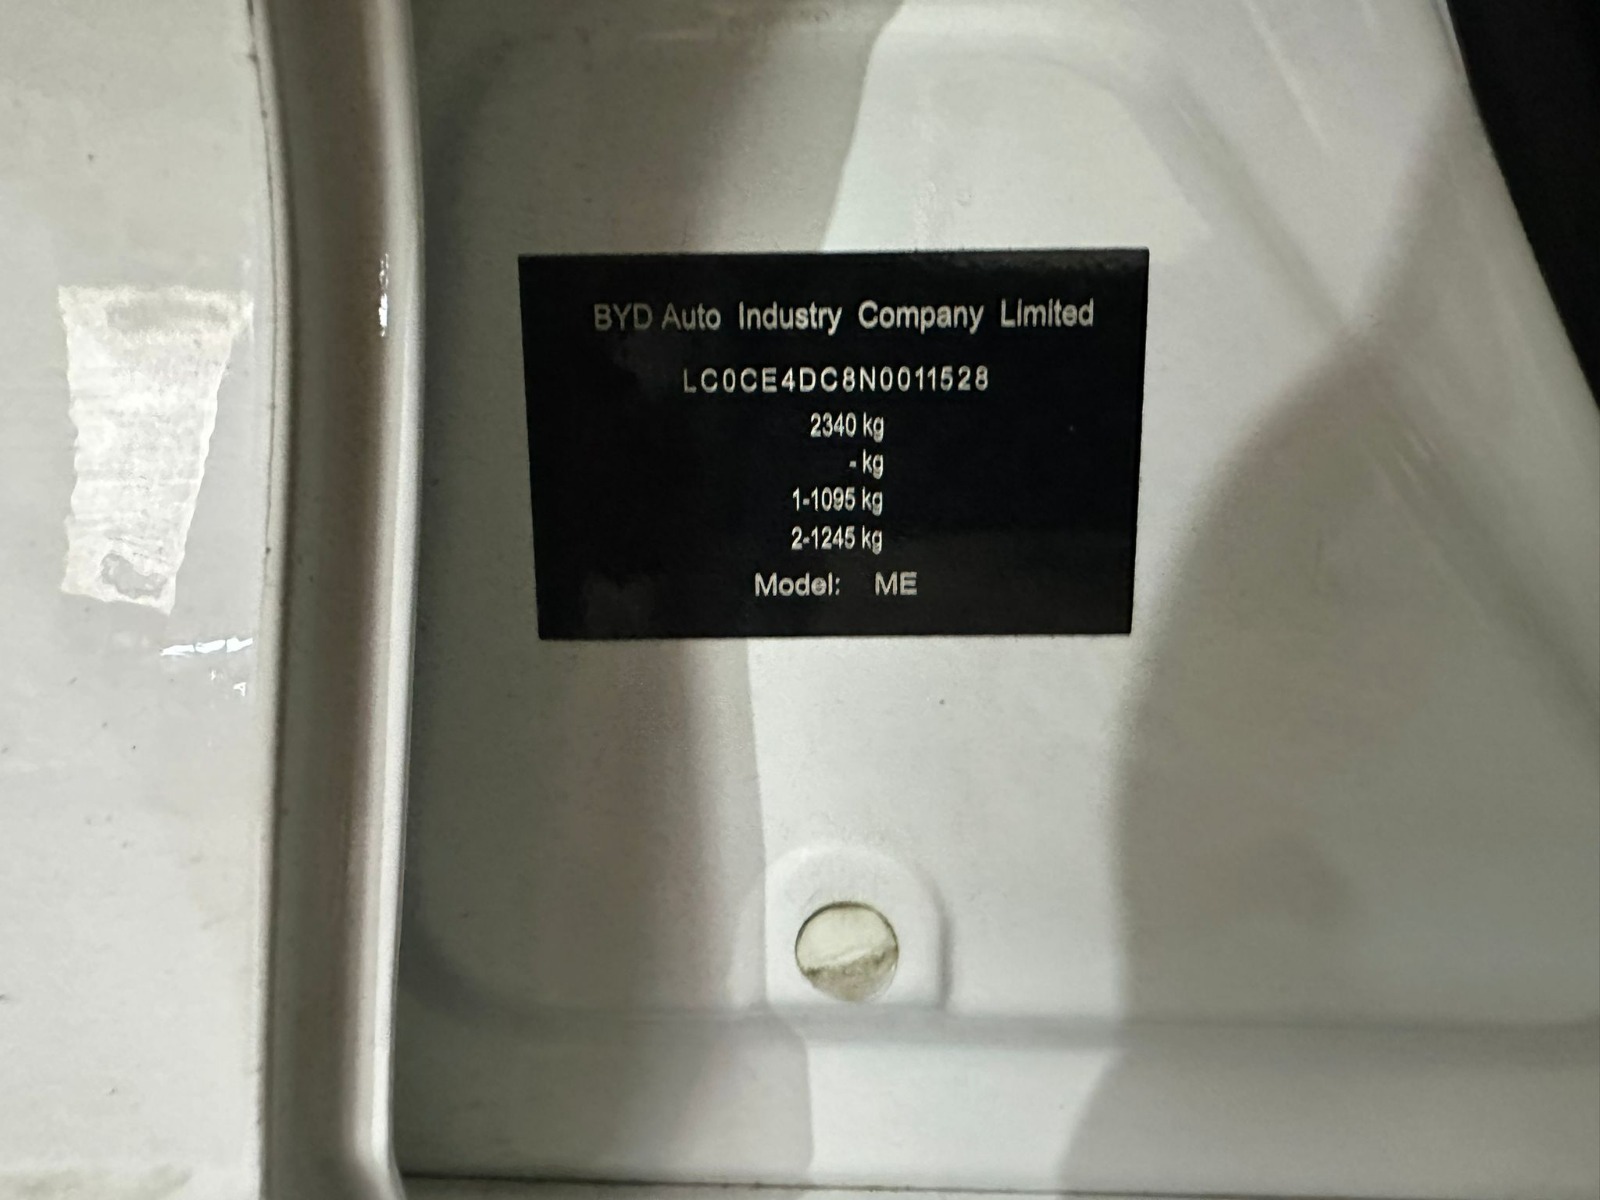 BYD Auto Industry Company Limited
LC0CE4DC8N0011528
2340 kg
- kg
1-1095 kg
2-1245 kg
Model: ME